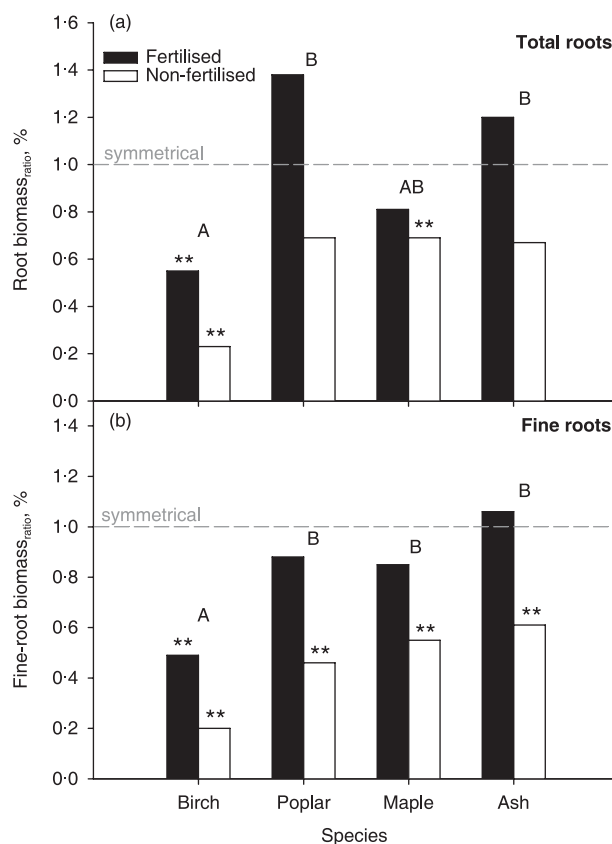 (a)
Total roots
Fertilised
Non-fertilised
1·6
1·4
1·2
1·0
0·8
0·6
0·4
0·2
0·0
Root biomass ratio, %
symmetrical
A
B
AB
B
**
**
**
(b)
Fine roots
1·4
1·2
1·0
0·8
0·6
0·4
0·2
0·0
Fine-root biomass ratio, %
symmetrical
A
B
B
B
**
**
**
**
**
Birch Poplar Maple Ash
Species